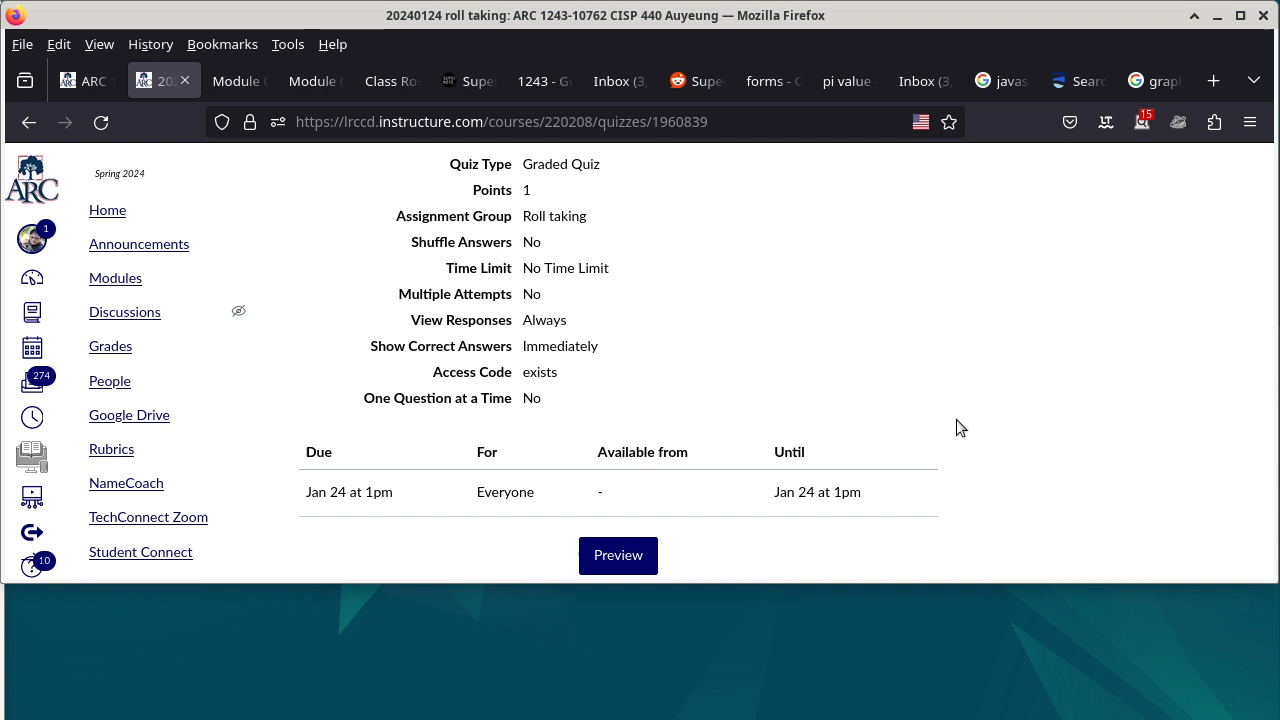 20240124 roll taking: ARC 1243-10762 CISP 440 Auyeung — Mozilla Firefox
File Edit View History Bookmarks Tools Help
ARC 1 202 Module Module Class Ro Supe 1243 - G Inbox (3, Supe forms - C pi value Inbox (3, javas Sear grap
https://lrccd.instructure.com/courses/220208/quizzes/1960839
15
ARC
Spring 2024
Home
Announcements
Modules
Discussions
Grades
People
Google Drive
Rubrics
NameCoach
TechConnect Zoom
Student Connect
1
274
10
Quiz Type Graded Quiz
Points 1
Assignment Group Roll taking
Shuffle Answers No
Time Limit No Time Limit
Multiple Attempts No
View Responses Always
Show Correct Answers Immediately
Access Code exists
One Question at a Time No
Due For Available from Until
Jan 24 at 1pm Everyone - Jan 24 at 1pm
Preview